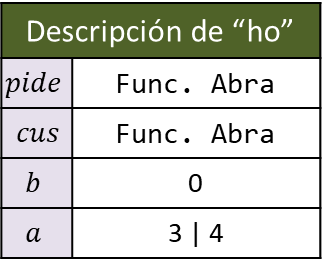 Descripción de “ho”
pide Func. Abra
cus Func. Abra
b 0
a 3 | 4